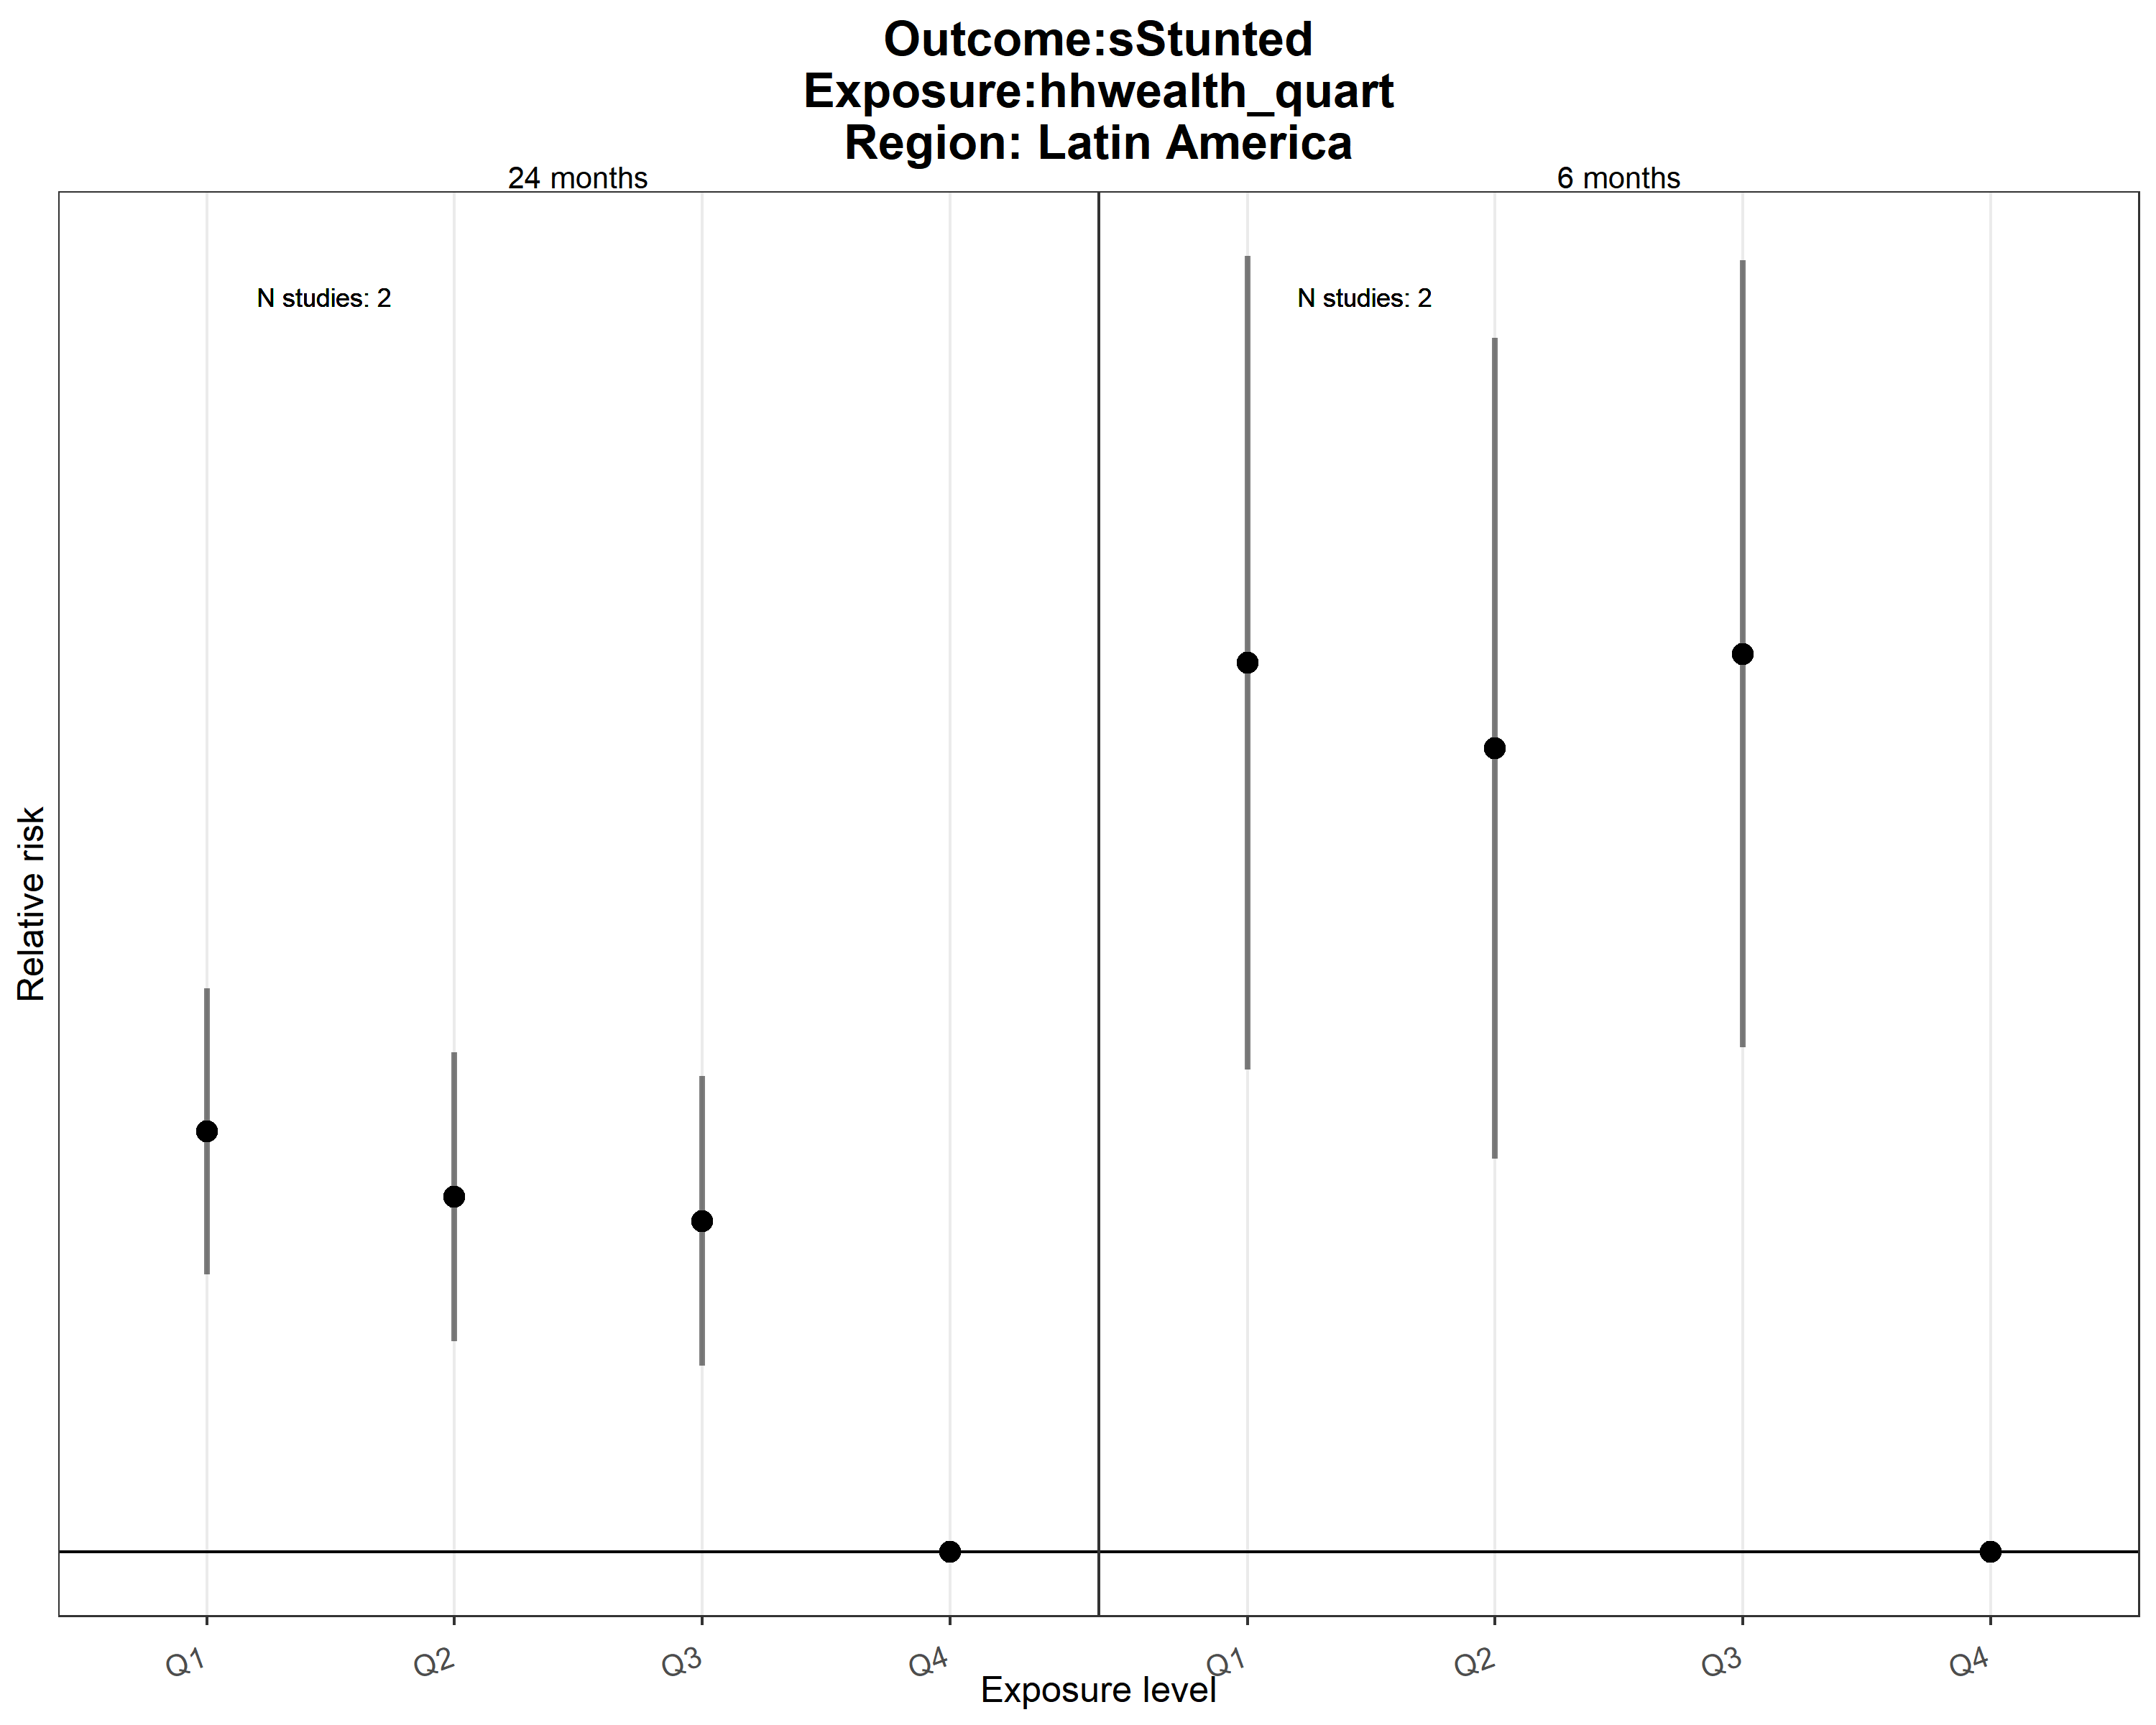 Outcome:sStunted
Exposure:hhwealth_quart
Region: Latin America
24 months
6 months
N studies: 2
N studies: 2
Relative risk
Q1
Q2
Q3
Q4
Q1
Q2
Q3
Q4
Exposure level